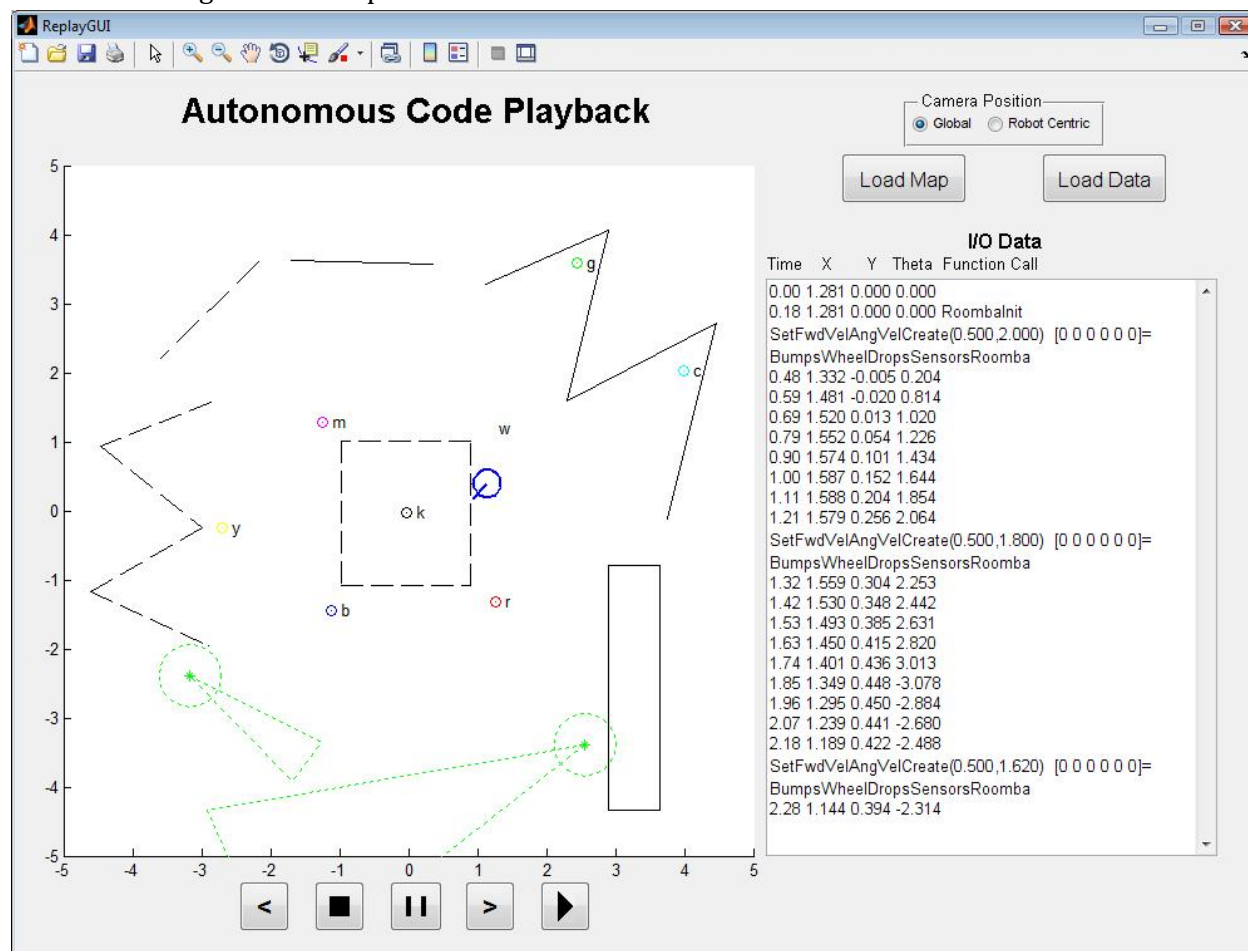 ReplayGUI
Autonomous Code Playback
Camera Position
Global Robot Centric
Load Map Load Data
I/O Data
Time X Y Theta Function Call
0.00 1.281 0.000 0.000
0.18 1.281 0.000 0.000 RoombaInit
SetFwdVelAngVelCreate(0.500,2.000) [0 0 0 0 0 0]=
BumpsWheelDropsSensorsRoomba
0.48 1.332 -0.005 0.204
0.59 1.481 -0.020 0.814
0.69 1.520 0.013 1.020
0.79 1.552 0.054 1.226
0.90 1.574 0.101 1.434
1.00 1.587 0.152 1.644
1.11 1.588 0.204 1.854
1.21 1.579 0.256 2.064
SetFwdVelAngVelCreate(0.500,1.800) [0 0 0 0 0 0]=
BumpsWheelDropsSensorsRoomba
1.32 1.559 0.304 2.253
1.42 1.530 0.348 2.442
1.53 1.493 0.385 2.631
1.63 1.450 0.415 2.820
1.74 1.401 0.436 3.013
1.85 1.349 0.448 -3.078
1.96 1.295 0.450 -2.884
2.07 1.239 0.441 -2.680
2.18 1.189 0.422 -2.488
SetFwdVelAngVelCreate(0.500,1.620) [0 0 0 0 0 0]=
BumpsWheelDropsSensorsRoomba
2.28 1.144 0.394 -2.314
5
4
g
3
2
c
m
w
1
0
k
y
-1
b
r
-2
-3
-4
-5
-5 -4 -3 -2 -1 0 1 2 3 4 5
< >